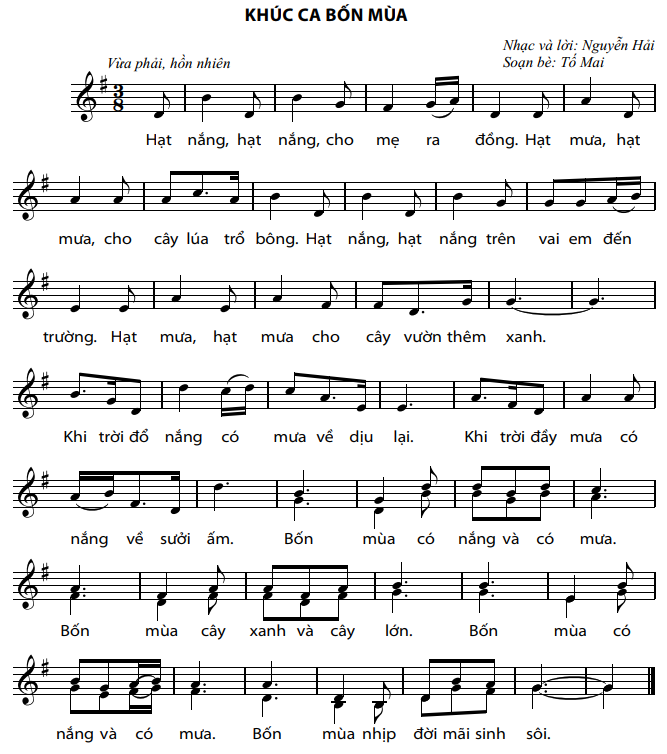 KHÚC CA BỐN MÙA
Nhạc và lời: Nguyễn Hải
Vừa phải, hồn nhiên
Soạn bè: Tố Mai
3
8
Hạt nắng, hạt nắng, cho mẹ ra đồng. Hạt mưa, hạt
mưa, cho cây lúa trổ bông. Hạt nắng, hạt nắng trên vai em đến
trường. Hạt mưa, hạt mưa cho cây vườn thêm xanh.
Khi trời đổ nắng có mưa về dịu lại. Khi trời đầy mưa có
nắng về sưởi ấm. Bốn mùa có nắng và có mưa.
Bốn mùa cây xanh và cây lớn. Bốn mùa có
nắng và có mưa. Bốn mùa nhịp đời mãi sinh sôi.